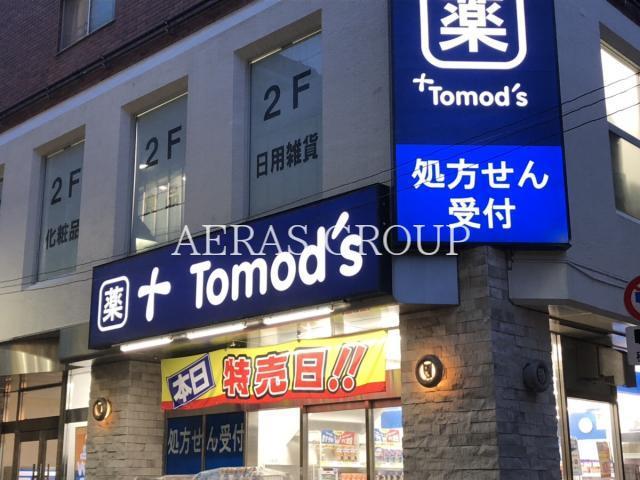 薬
+Tomod's
処方せん
受付
2F
化粧品
2F
2F
日用雑貨
AERAS GROUP
薬 + Tomod's
本日 特売日!!
処方せん受付